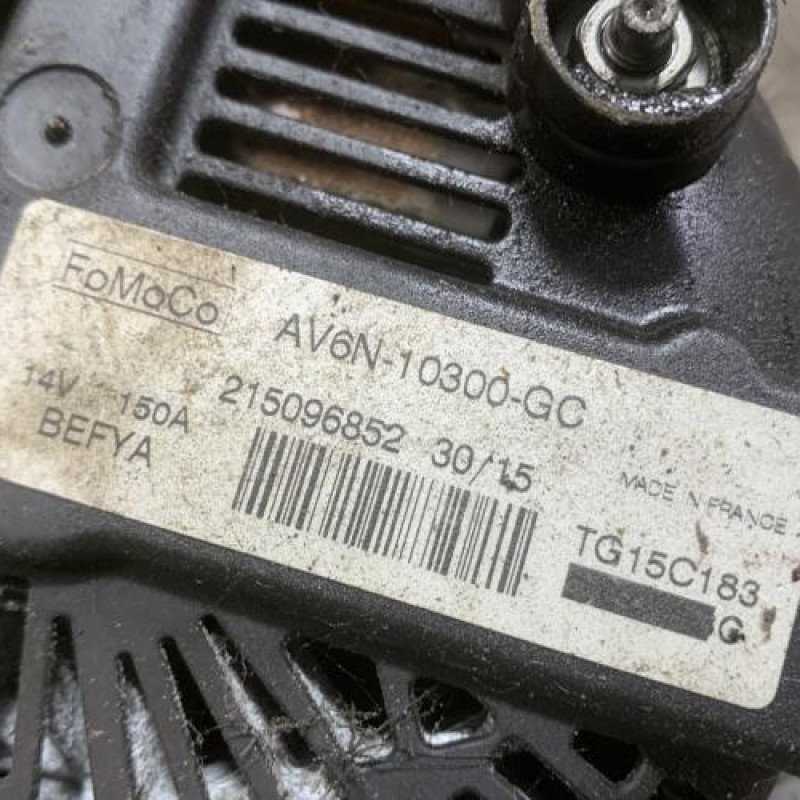 FoMoCo AV6N-10300-GC
14V 150A 215096852 30/15
BEFYA
MADE IN FRANCE
TG15C183
G